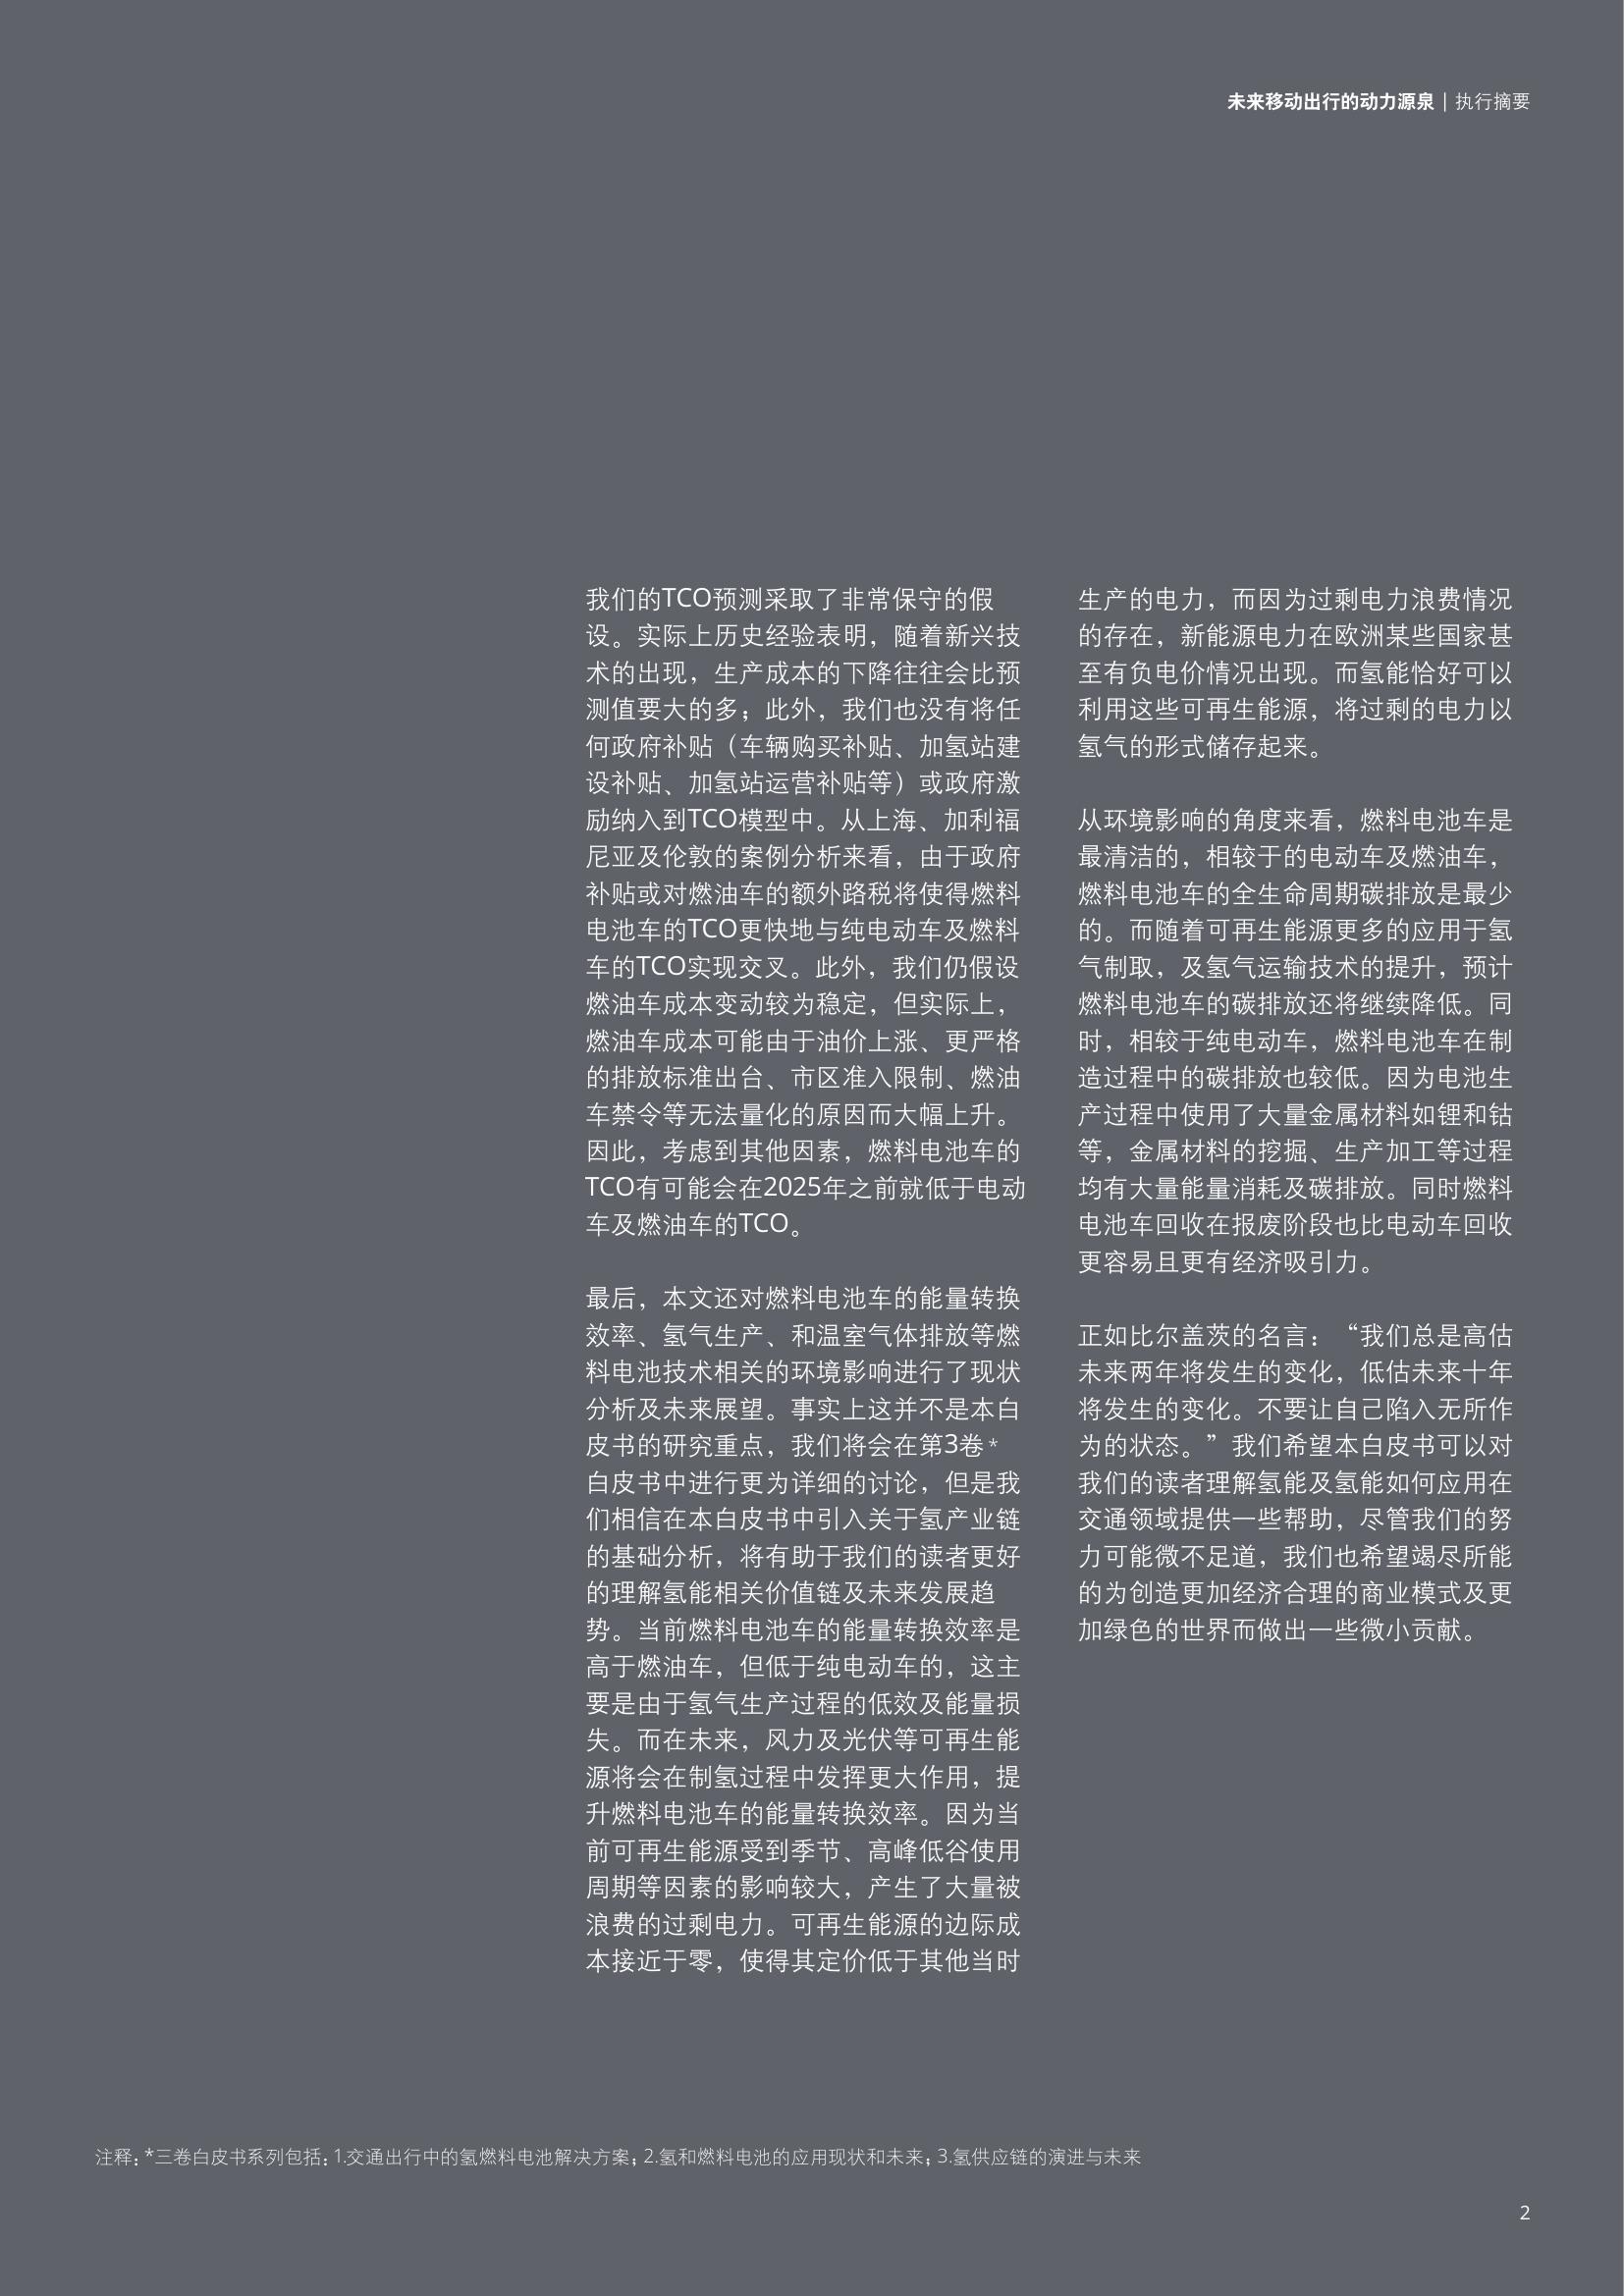 未来移动出行的动力源泉 | 执行摘要
我们的TCO预测采取了非常保守的假
设。实际上历史经验表明，随着新兴技
术的出现，生产成本的下降往往会比预
测值要大的多；此外，我们也没有将任
何政府补贴（车辆购买补贴、加氢站建
设补贴、加氢站运营补贴等）或政府激
励纳入到TCO模型中。从上海、加利福
尼亚及伦敦的案例分析来看，由于政府
补贴或对燃油车的额外路税将使得燃料
电池车的TCO更快地与纯电动车及燃料
车的TCO实现交叉。此外，我们仍假设
燃油车成本变动较为稳定，但实际上，
燃油车成本可能由于油价上涨、更严格
的排放标准出台、市区准入限制、燃油
车禁令等无法量化的原因而大幅上升。
因此，考虑到其他因素，燃料电池车的
TCO有可能会在2025年之前就低于电动
车及燃油车的TCO。
最后，本文还对燃料电池车的能量转换
效率、氢气生产、和温室气体排放等燃
料电池技术相关的环境影响进行了现状
分析及未来展望。事实上这并不是本白
皮书的研究重点，我们将会在第3卷*
白皮书中进行更为详细的讨论，但是我
们相信在本白皮书中引入关于氢产业链
的基础分析，将有助于我们的读者更好
的理解氢能相关价值链及未来发展趋
势。当前燃料电池车的能量转换效率是
高于燃油车，但低于纯电动车的，这主
要是由于氢气生产过程的低效及能量损
失。而在未来，风力及光伏等可再生能
源将会在制氢过程中发挥更大作用，提
升燃料电池车的能量转换效率。因为当
前可再生能源受到季节、高峰低谷使用
周期等因素的影响较大，产生了大量被
浪费的过剩电力。可再生能源的边际成
本接近于零，使得其定价低于其他当时
生产的电力，而因为过剩电力浪费情况
的存在，新能源电力在欧洲某些国家甚
至有负电价情况出现。而氢能恰好可以
利用这些可再生能源，将过剩的电力以
氢气的形式储存起来。
从环境影响的角度来看，燃料电池车是
最清洁的，相较于的电动车及燃油车，
燃料电池车的全生命周期碳排放是最少
的。而随着可再生能源更多的应用于氢
气制取，及氢气运输技术的提升，预计
燃料电池车的碳排放还将继续降低。同
时，相较于纯电动车，燃料电池车在制
造过程中的碳排放也较低。因为电池生
产过程中使用了大量金属材料如锂和钴
等，金属材料的挖掘、生产加工等过程
均有大量能量消耗及碳排放。同时燃料
电池车回收在报废阶段也比电动车回收
更容易且更有经济吸引力。
正如比尔盖茨的名言：“我们总是高估
未来两年将发生的变化，低估未来十年
将发生的变化。不要让自己陷入无所作
为的状态。”我们希望本白皮书可以对
我们的读者理解氢能及氢能如何应用在
交通领域提供一些帮助，尽管我们的努
力可能微不足道，我们也希望竭尽所能
的为创造更加经济合理的商业模式及更
加绿色的世界而做出一些微小贡献。
注释：*三卷白皮书系列包括：1.交通出行中的氢燃料电池解决方案；2.氢和燃料电池的应用现状和未来；3.氢供应链的演进与未来
2